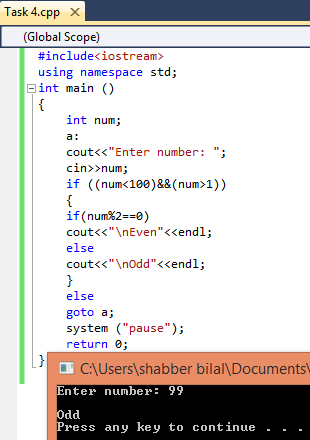 Task 4.cpp
(Global Scope)
#include<iostream>
using namespace std;
int main ()
{
int num;
a:
cout<<"Enter number: ";
cin>>num;
if ((num<100)&&(num>1))
{
if(num%2==0)
cout<<"\nEven"<<endl;
else
cout<<"\nOdd"<<endl;
}
else
goto a;
system ("pause");
return 0;
}
C:\Users\shabber bilal\Documents\
Enter number: 99
Odd
Press any key to continue . . .